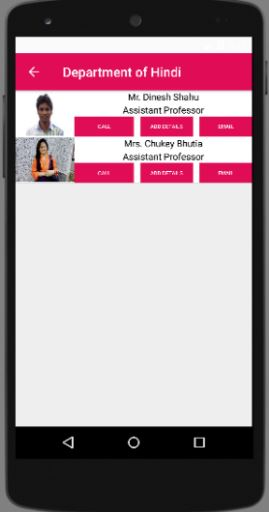 Department of Hindi
Mr. Dinesh Shahu
Assistant Professor
CALL ADD DETAILS EMAIL
Mrs. Chukey Bhutia
Assistant Professor
CALL ADD DETAILS EMAIL